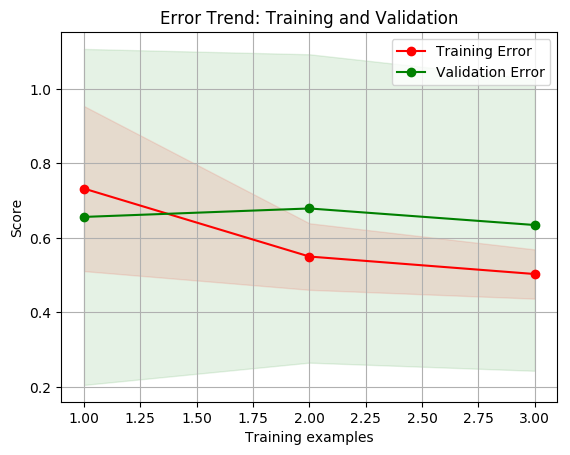 Error Trend: Training and Validation
Training Error
Validation Error
Score
1.0
0.8
0.6
0.4
0.2
1.00 1.25 1.50 1.75 2.00 2.25 2.50 2.75 3.00
Training examples